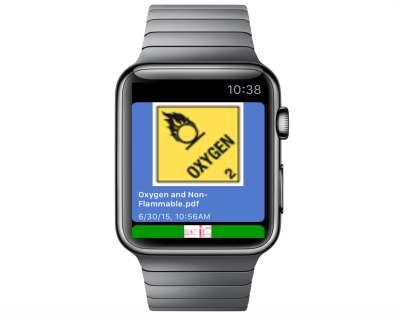 10:38
OXYGEN
2
Oxygen and Non-
Flammable.pdf
6/30/15, 10:56AM